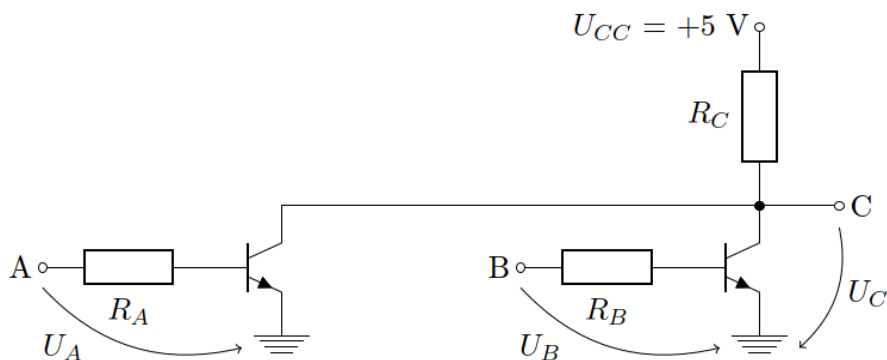 U_CC = +5 V
R_C
C
A
B
R_A
R_B
U_C
U_A
U_B